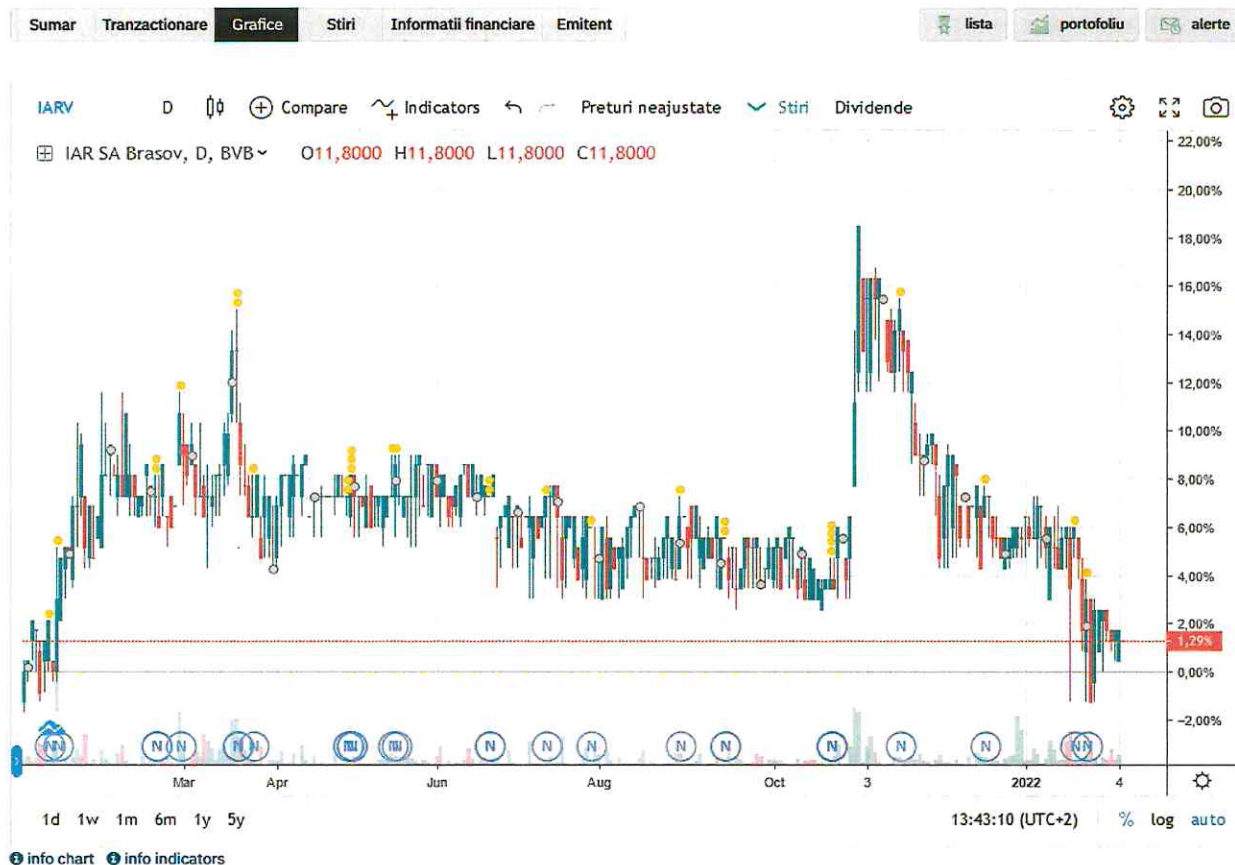 Sumar Tranzactionare Grafice Stiri Informatii financiare Emitent lista portofoliu alerte
IARV D Compare Indicators Preturi neajustate Stiri Dividende
IAR SA Brasov, D, BVB O11,8000 H11,8000 L11,8000 C11,8000
22,00%
20,00%
18,00%
16,00%
14,00%
12,00%
10,00%
8,00%
6,00%
4,00%
2,00%
1,29%
0,00%
−2,00%
N N N N N N N N N N N N N N N N N N
Mar Apr Jun Aug Oct 3 2022 4
1d 1w 1m 6m 1y 5y 13:43:10 (UTC+2) % log auto
info chart info indicators